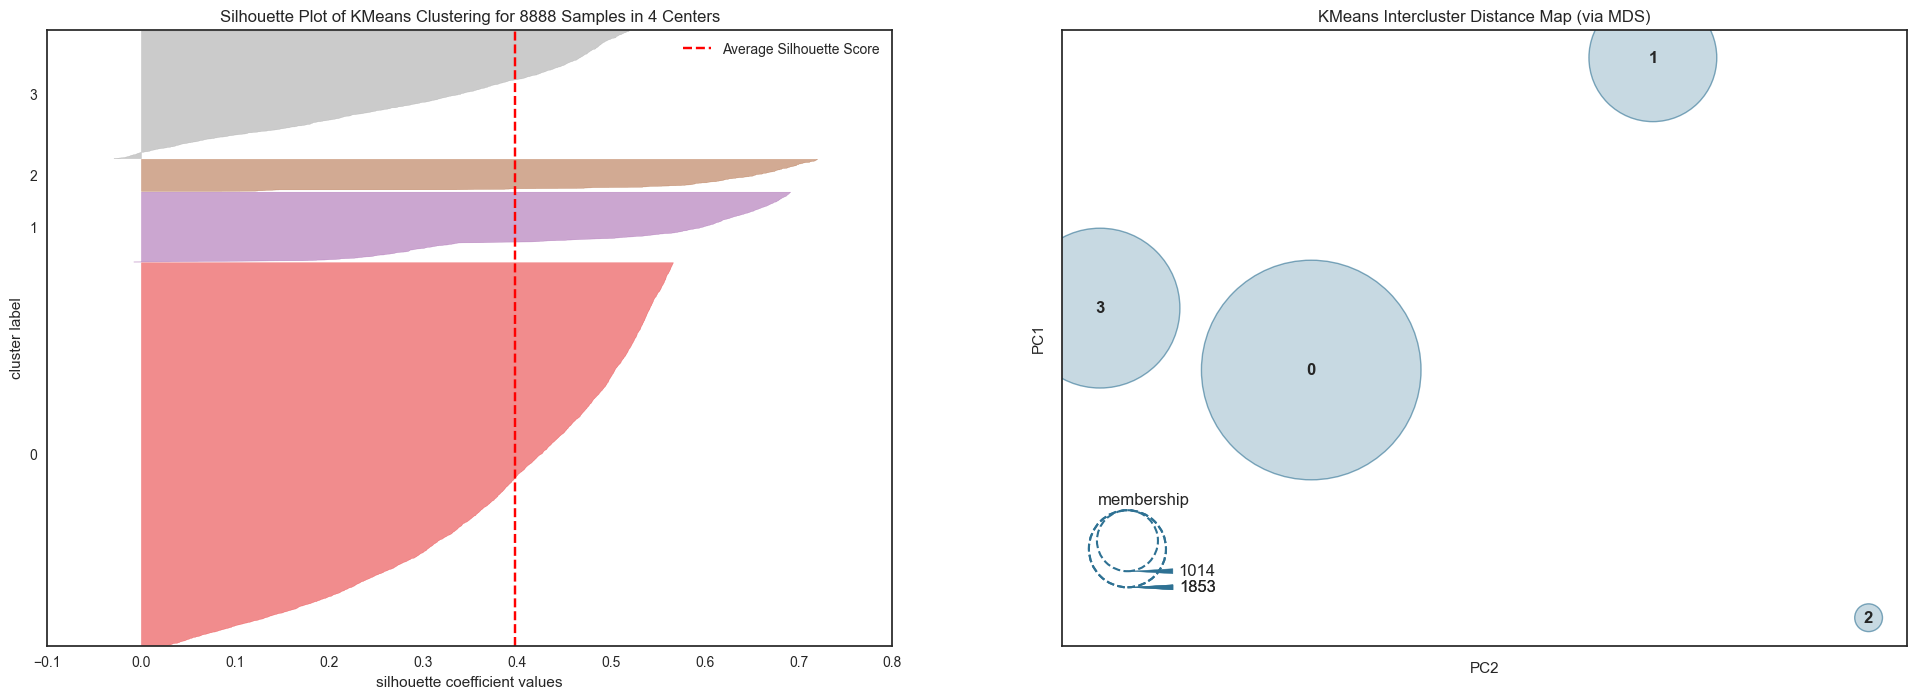 Silhouette Plot of KMeans Clustering for 8888 Samples in 4 Centers
Average Silhouette Score
3
2
1
0
cluster label
−0.1 0.0 0.1 0.2 0.3 0.4 0.5 0.6 0.7 0.8
silhouette coefficient values
KMeans Intercluster Distance Map (via MDS)
1
3
0
PC1
membership
1014
1853
2
PC2